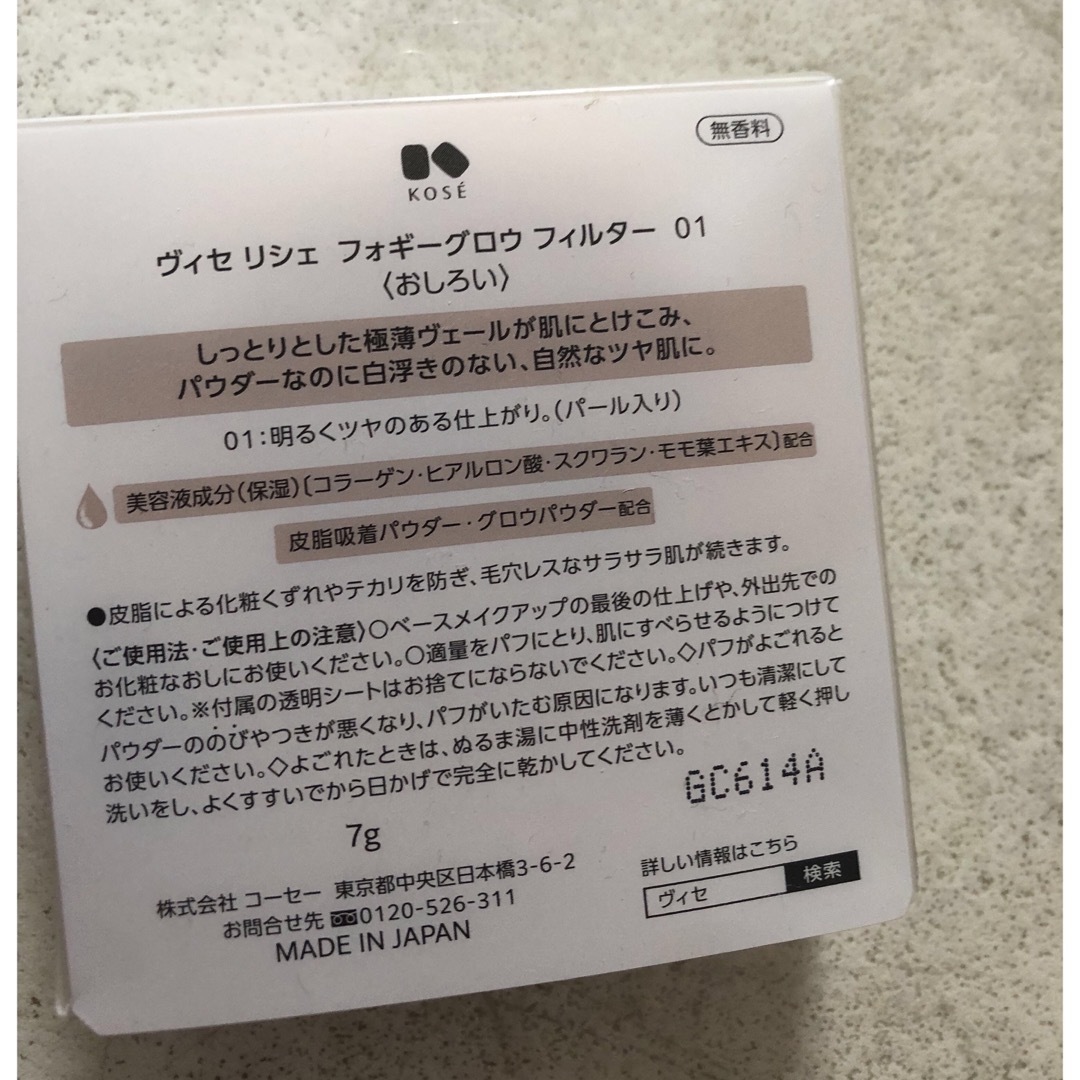 無香料
KOSÉ
ヴィセ リシェ フォギーグロウ フィルター 01
〈おしろい〉
しっとりとした極薄ヴェールが肌にとけこみ、
パウダーなのに白浮きのない、自然なツヤ肌に。
01：明るくツヤのある仕上がり。（パール入り）
美容液成分（保湿）〔コラーゲン・ヒアルロン酸・スクワラン・モモ葉エキス〕配合
皮脂吸着パウダー・グロウパウダー配合
●皮脂による化粧くずれやテカリを防ぎ、毛穴レスなサラサラ肌が続きます。
〈ご使用法・ご使用上の注意〉○ベースメイクアップの最後の仕上げや、外出先での
お化粧なおしにお使いください。○適量をパフにとり、肌にすべらせるようにつけて
ください。※付属の透明シートはお捨てにならないでください。◇パフがよごれると
パウダーののびやつきが悪くなり、パフがいたむ原因になります。いつも清潔にして
お使いください。◇よごれたときは、ぬるま湯に中性洗剤を薄くとかして軽く押し
洗いをし、よくすすいでから日かげで完全に乾かしてください。
GC614A
7g
株式会社 コーセー 東京都中央区日本橋3-6-2
お問合せ先 0120-526-311
MADE IN JAPAN
詳しい情報はこちら
ヴィセ 検索